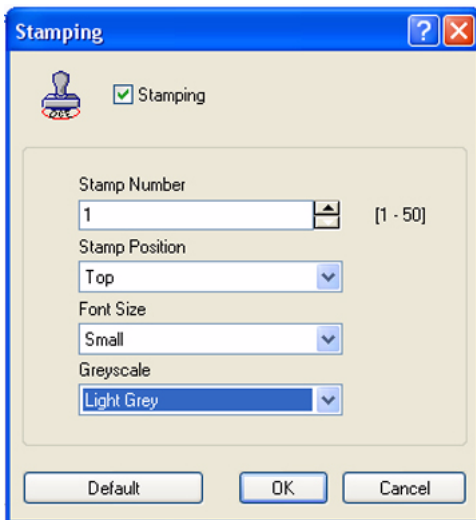 Stamping
Stamping
Stamp Number
1 [1 - 50]
Stamp Position
Top
Font Size
Small
Greyscale
Light Grey
Default OK Cancel